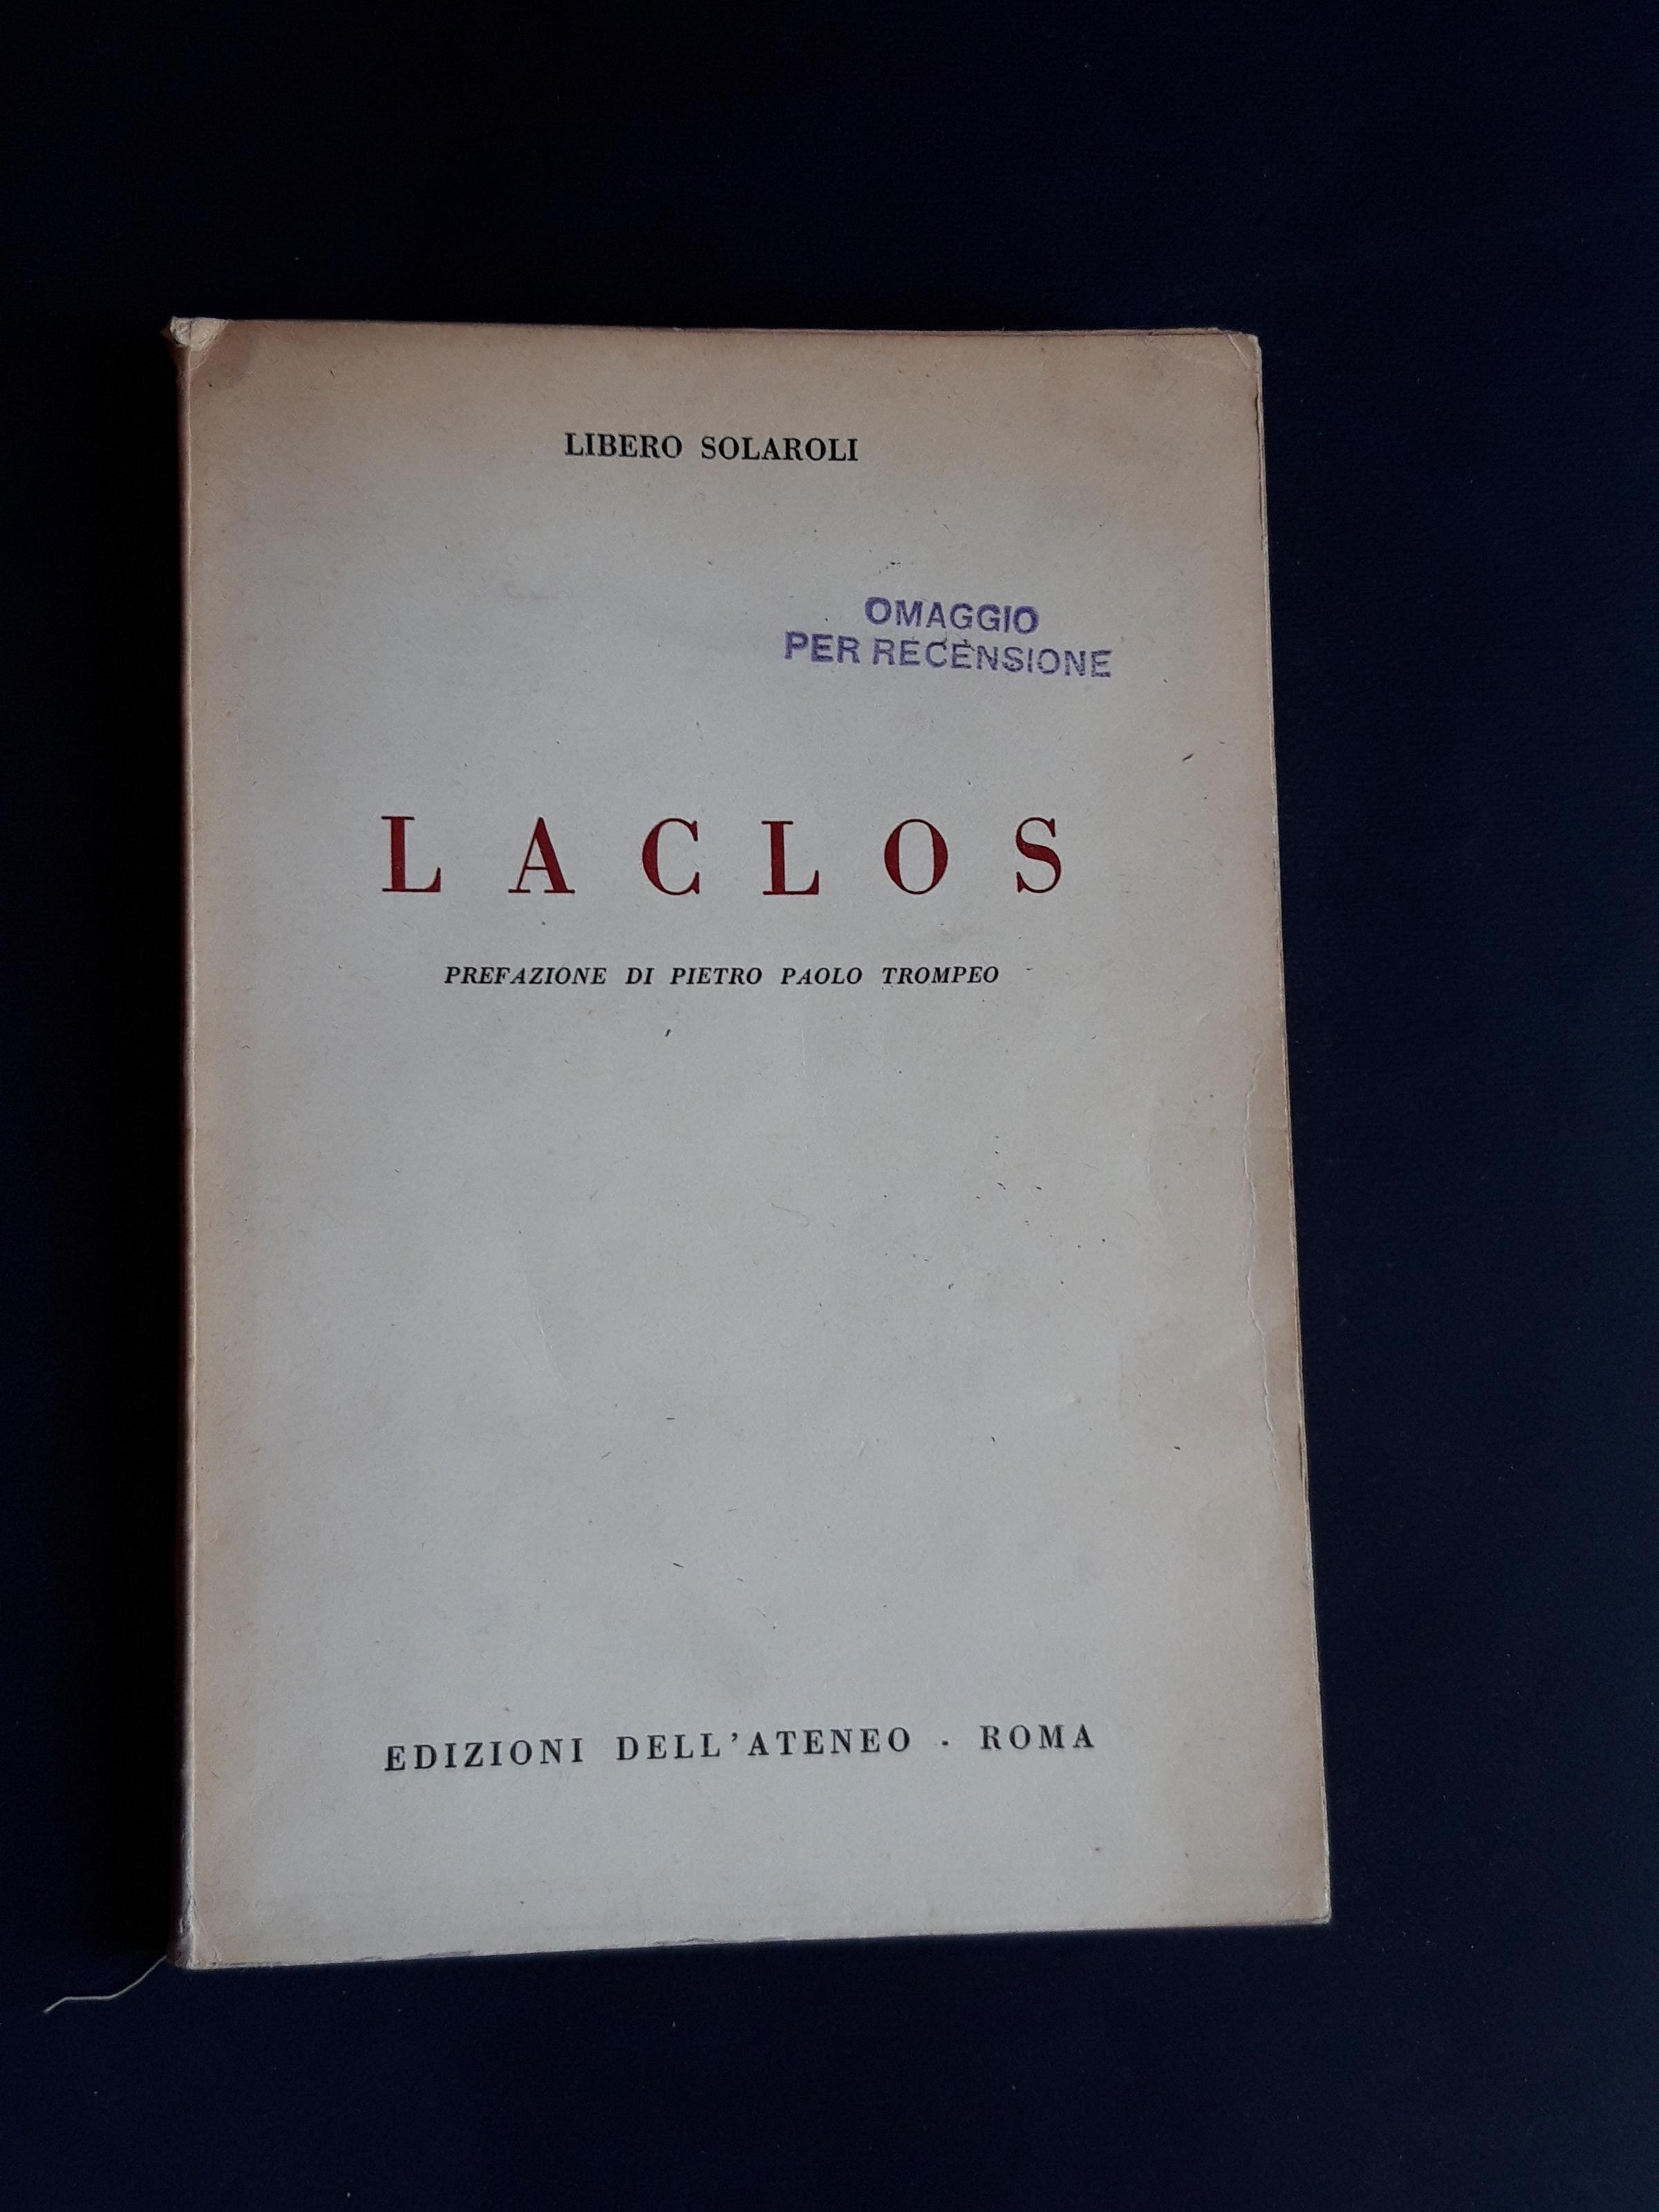 LIBERO SOLAROLI
OMAGGIO
PER RECENSIONE
LACLOS
PREFAZIONE DI PIETRO PAOLO TROMPEO
EDIZIONI DELL'ATENEO - ROMA